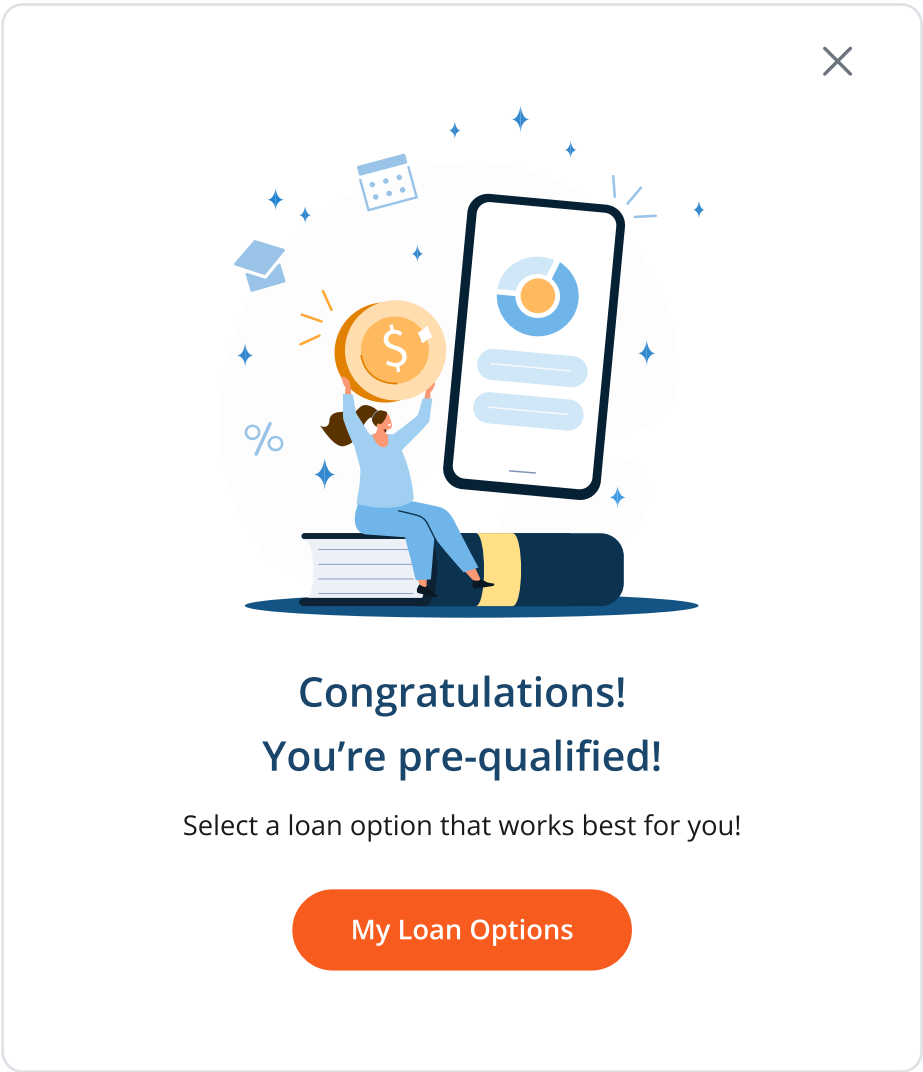 $
%
Congratulations!
You’re pre-qualified!
Select a loan option that works best for you!
My Loan Options